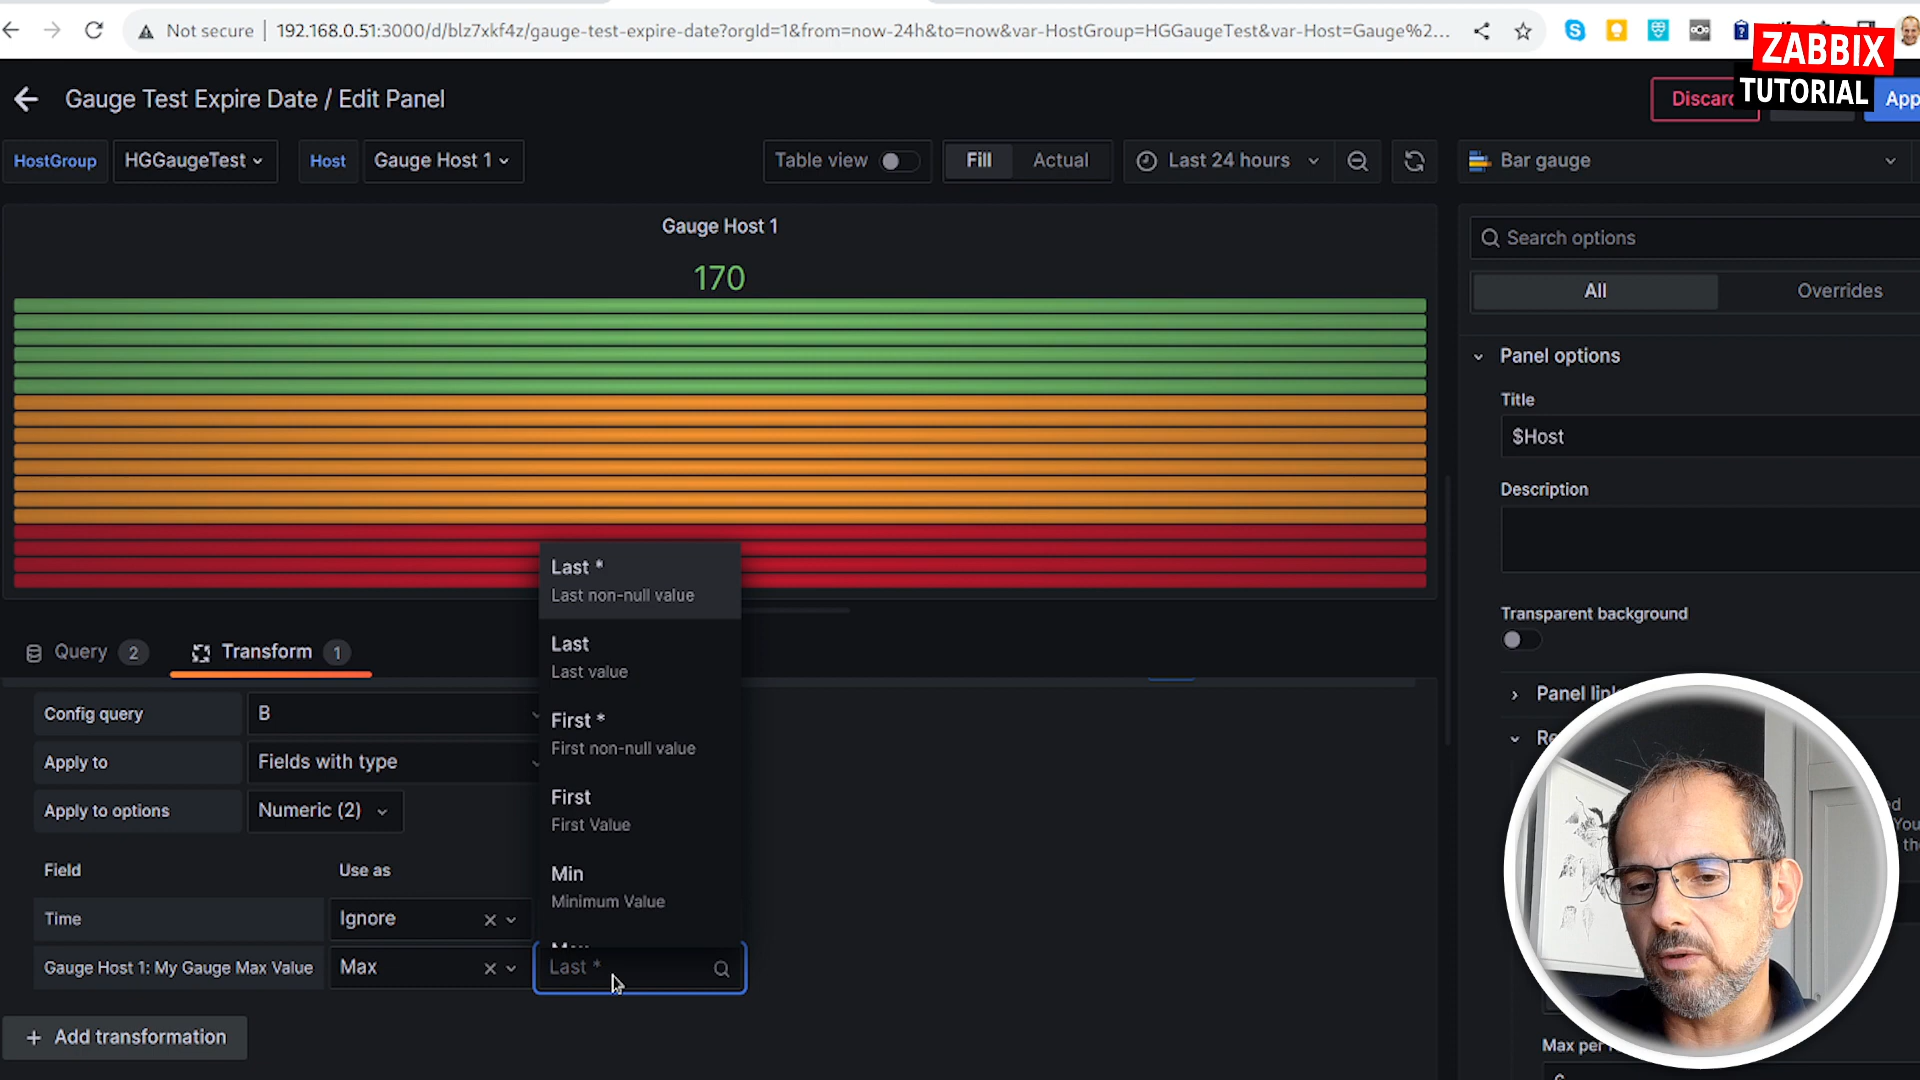 Not secure
192.168.0.51:3000/d/blz7xkf4z/gauge-test-expire-date?orgId=1&from=now-24h&to=now&var-HostGroup=HGGaugeTest&var-Host=Gauge%2...
ZABBIX
TUTORIAL
Gauge Test Expire Date / Edit Panel
Discard
HostGroup
HGGaugeTest
Host
Gauge Host 1
Table view
Fill
Actual
Last 24 hours
Bar gauge
Gauge Host 1
170
Search options
All
Overrides
Panel options
Title
$Host
Description
Transparent background
Panel
Query 2
Transform 1
Config query
B
Apply to
Fields with type
Apply to options
Numeric (2)
Field
Use as
Time
Ignore
Gauge Host 1: My Gauge Max Value
Max
Last *
Last non-null value
Last
Last value
First *
First non-null value
First
First Value
Min
Minimum Value
Last *
+ Add transformation
Max per